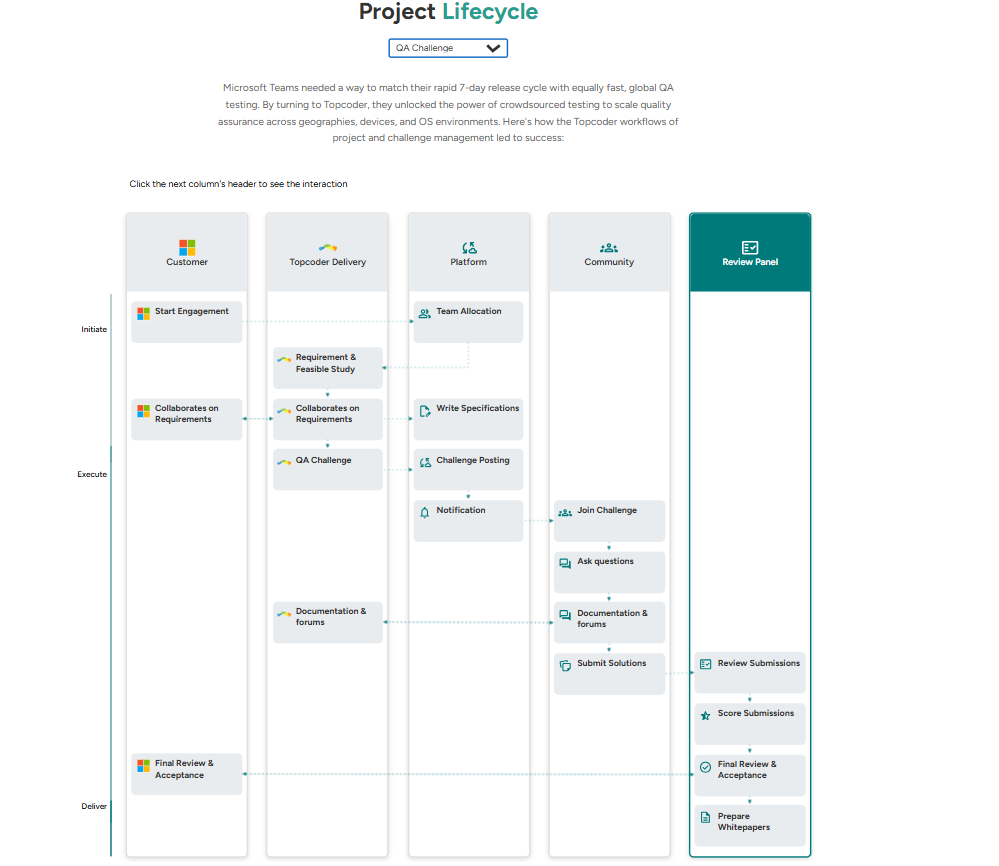 Project Lifecycle
QA Challenge
Microsoft Teams needed a way to match their rapid 7-day release cycle with equally fast, global QA
testing. By turning to Topcoder, they unlocked the power of crowdsourced testing to scale quality
assurance across geographies, devices, and OS environments. Here's how the Topcoder workflows of
project and challenge management led to success:
Click the next column's header to see the interaction
Customer
Topcoder Delivery
Platform
Community
Review Panel
Initiate
Start Engagement
Team Allocation
Requirement &
Feasible Study
Collaborates on
Requirements
Collaborates on
Requirements
Write Specifications
Execute
QA Challenge
Challenge Posting
Notification
Join Challenge
Ask questions
Documentation &
forums
Documentation &
forums
Submit Solutions
Review Submissions
Score Submissions
Final Review &
Acceptance
Final Review &
Acceptance
Deliver
Prepare
Whitepapers